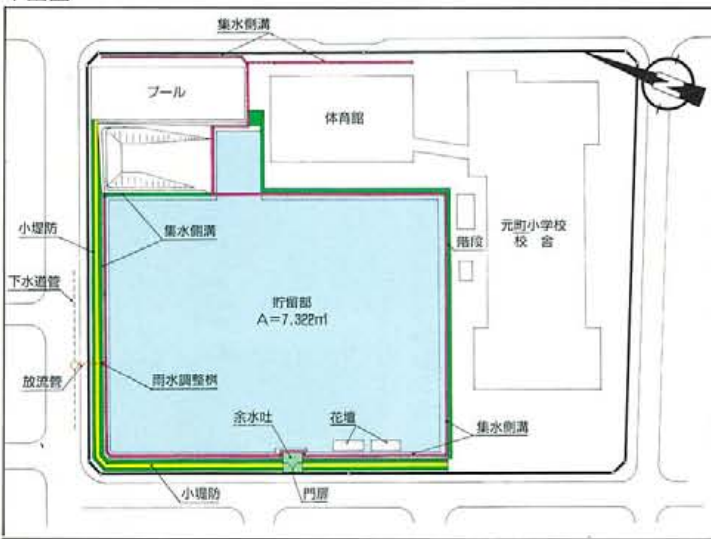 集水側溝
プール
体育館
小堤防
集水側溝
階段
元町小学校
校舎
下水道管
貯留部
A=7.322㎡
放流管
雨水調整桝
余水吐
花壇
集水側溝
小堤防
門扉